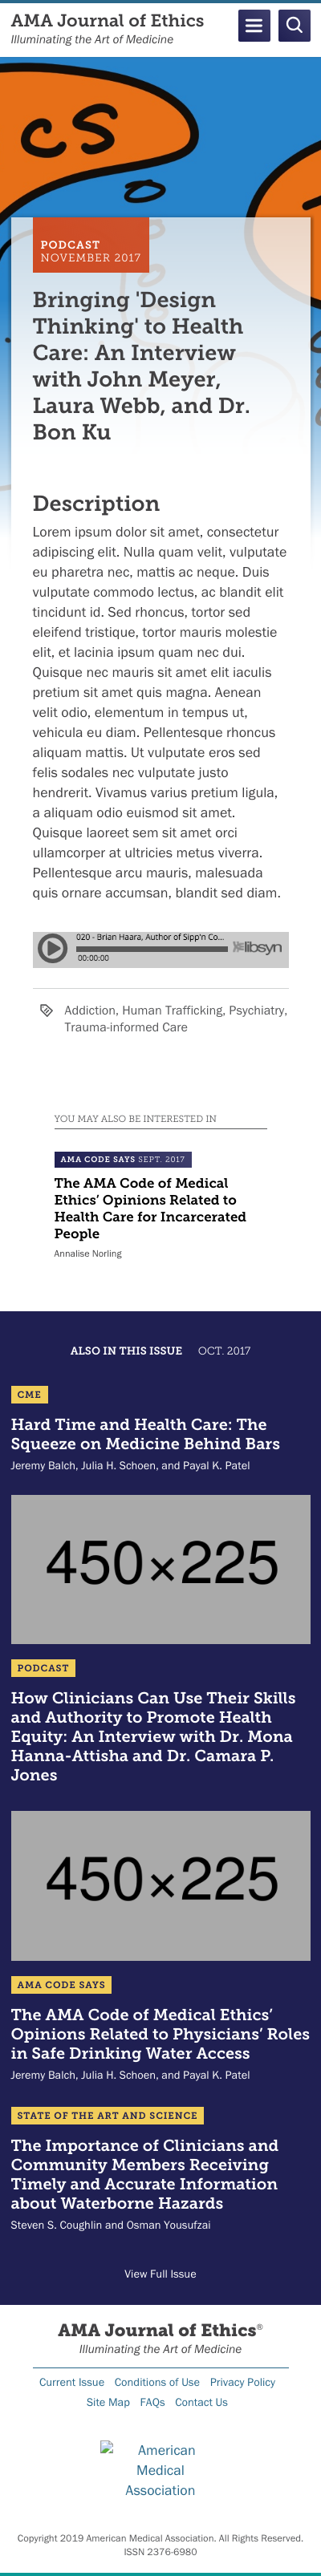 AMA Journal of Ethics
Illuminating the Art of Medicine
CS
PODCAST
NOVEMBER 2017
Bringing 'Design
Thinking' to Health
Care: An Interview
with John Meyer,
Laura Webb, and Dr.
Bon Ku
Description
Lorem ipsum dolor sit amet, consectetur
adipiscing elit. Nulla quam velit, vulputate
eu pharetra nec, mattis ac neque. Duis
vulputate commodo lectus, ac blandit elit
tincidunt id. Sed rhoncus, tortor sed
eleifend tristique, tortor mauris molestie
elit, et lacinia ipsum quam nec dui.
Quisque nec mauris sit amet elit iaculis
pretium sit amet quis magna. Aenean
velit odio, elementum in tempus ut,
vehicula eu diam. Pellentesque rhoncus
aliquam mattis. Ut vulputate eros sed
felis sodales nec vulputate justo
hendrerit. Vivamus varius pretium ligula,
a aliquam odio euismod sit amet.
Quisque laoreet sem sit amet orci
ullamcorper at ultricies metus viverra.
Pellentesque arcu mauris, malesuada
quis ornare accumsan, blandit sed diam.
020 - Brian Haara, Author of Sipp'n Co...
00:00:00
libsyn
Addiction, Human Trafficking, Psychiatry,
Trauma-informed Care
YOU MAY ALSO BE INTERESTED IN
AMA CODE SAYS SEPT. 2017
The AMA Code of Medical
Ethics' Opinions Related to
Health Care for Incarcerated
People
Annalise Norling
ALSO IN THIS ISSUE OCT. 2017
CME
Hard Time and Health Care: The
Squeeze on Medicine Behind Bars
Jeremy Balch, Julia H. Schoen, and Payal K. Patel
450×225
PODCAST
How Clinicians Can Use Their Skills
and Authority to Promote Health
Equity: An Interview with Dr. Mona
Hanna-Attisha and Dr. Camara P.
Jones
450×225
AMA CODE SAYS
The AMA Code of Medical Ethics'
Opinions Related to Physicians' Roles
in Safe Drinking Water Access
Jeremy Balch, Julia H. Schoen, and Payal K. Patel
STATE OF THE ART AND SCIENCE
The Importance of Clinicians and
Community Members Receiving
Timely and Accurate Information
about Waterborne Hazards
Steven S. Coughlin and Osman Yousufzai
View Full Issue
AMA Journal of Ethics®
Illuminating the Art of Medicine
Current Issue Conditions of Use Privacy Policy
Site Map FAQs Contact Us
American
Medical
Association
Copyright 2019 American Medical Association. All Rights Reserved.
ISSN 2376-6980